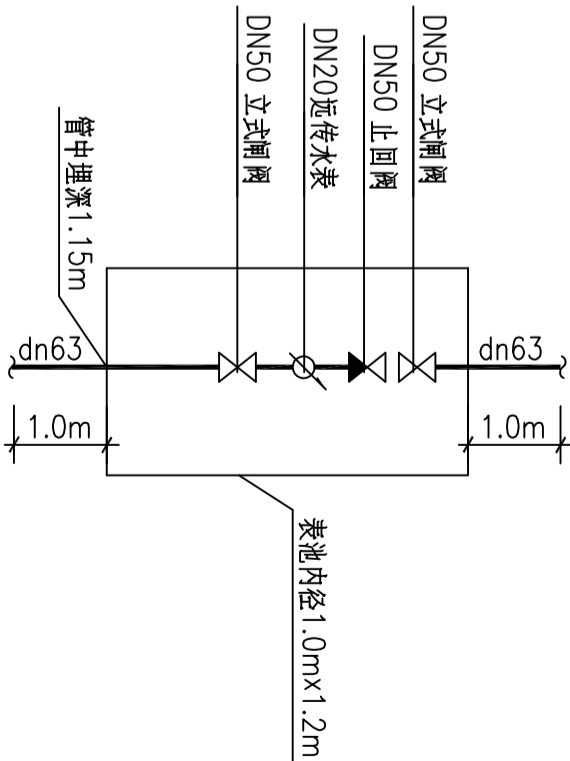 DN50 立式闸阀
DN20远传水表
DN50 止回阀
DN50 立式闸阀
管中埋深1.15m
dn63
dn63
1.0m
1.0m
表池内径1.0mx1.2m